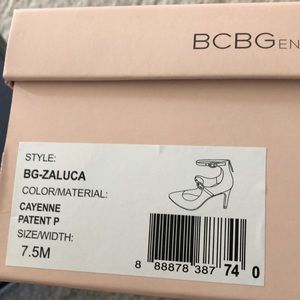 BCBGEN
STYLE:
BG-ZALUCA
COLOR/MATERIAL:
CAYENNE
PATENT P
SIZE/WIDTH:
7.5M
8 88878 387 74 0